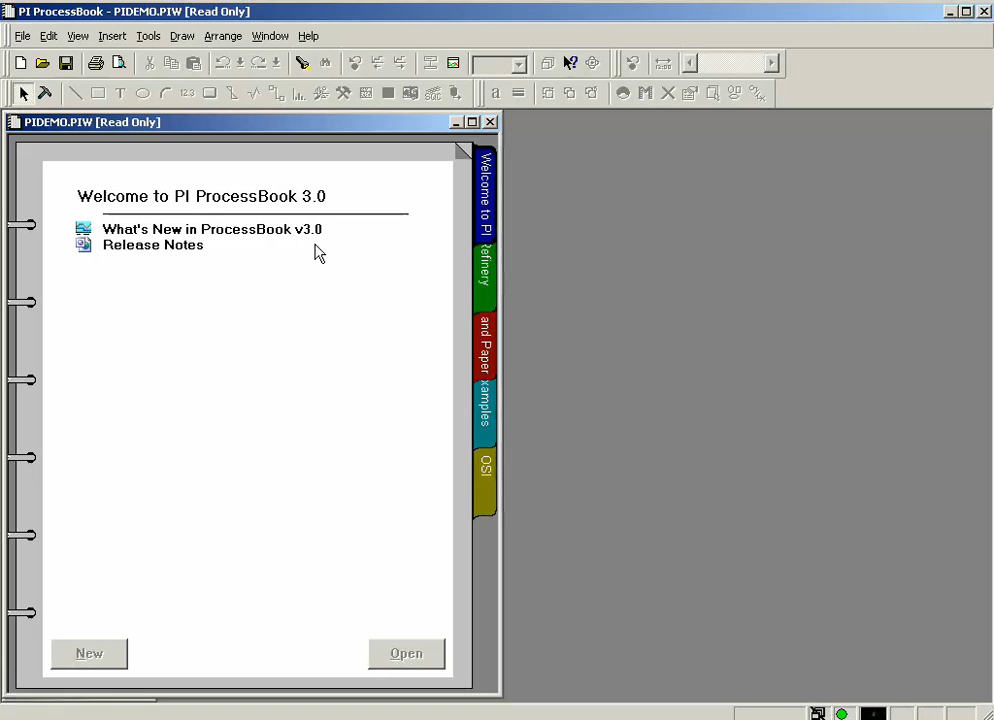 PI ProcessBook - PIDEMO.PIW [Read Only]
File Edit View Insert Tools Draw Arrange Window Help
PIDEMO.PIW [Read Only]
Welcome to PI ProcessBook 3.0
What's New in ProcessBook v3.0
Release Notes
Welcome to PI
efinery
and Paper
xamples
OSI
New
Open